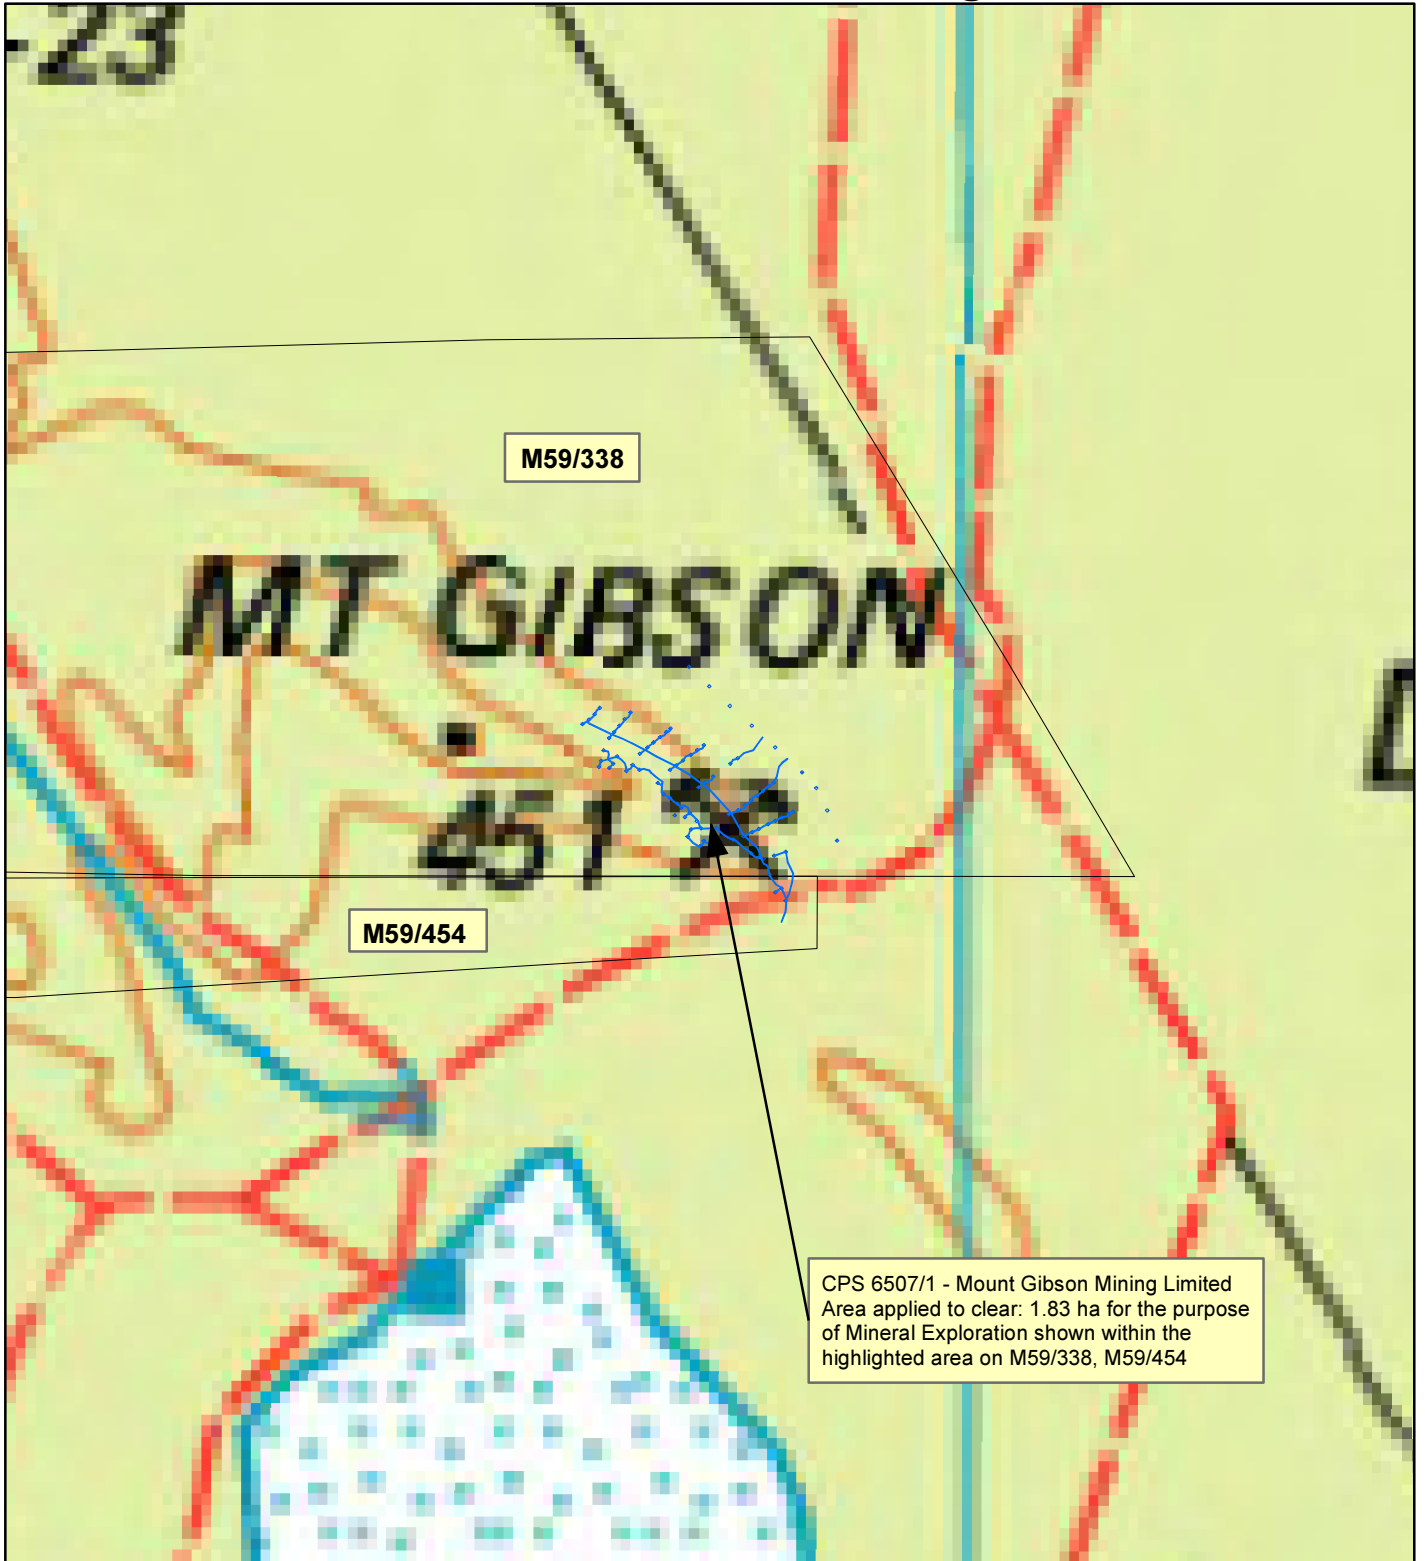 -23
M59/338
MT GIBSON
451
M59/454
CPS 6507/1 - Mount Gibson Mining Limited
Area applied to clear: 1.83 ha for the purpose
of Mineral Exploration shown within the
highlighted area on M59/338, M59/454